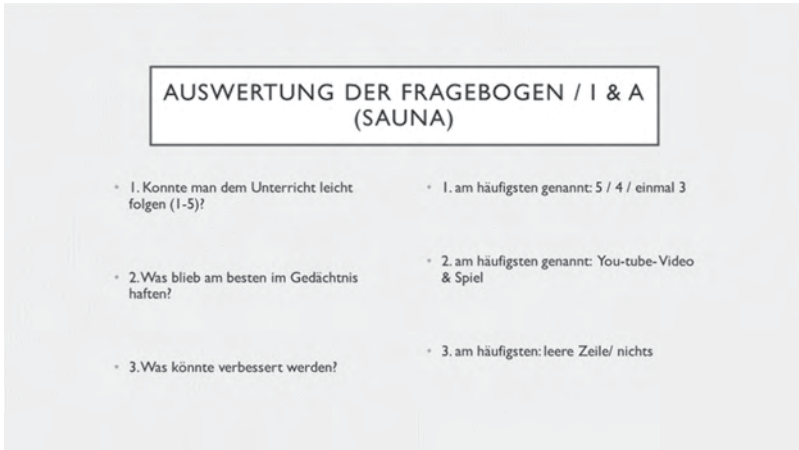 AUSWERTUNG DER FRAGEBOGEN / I & A
(SAUNA)
• 1. Konnte man dem Unterricht leicht
folgen (1-5)?
• 2.Was blieb am besten im Gedächtnis
haften?
• 3.Was könnte verbessert werden?
• 1. am häufigsten genannt: 5 / 4 / einmal 3
• 2. am häufigsten genannt: You-tube-Video
& Spiel
• 3. am häufigsten: leere Zeile/ nichts